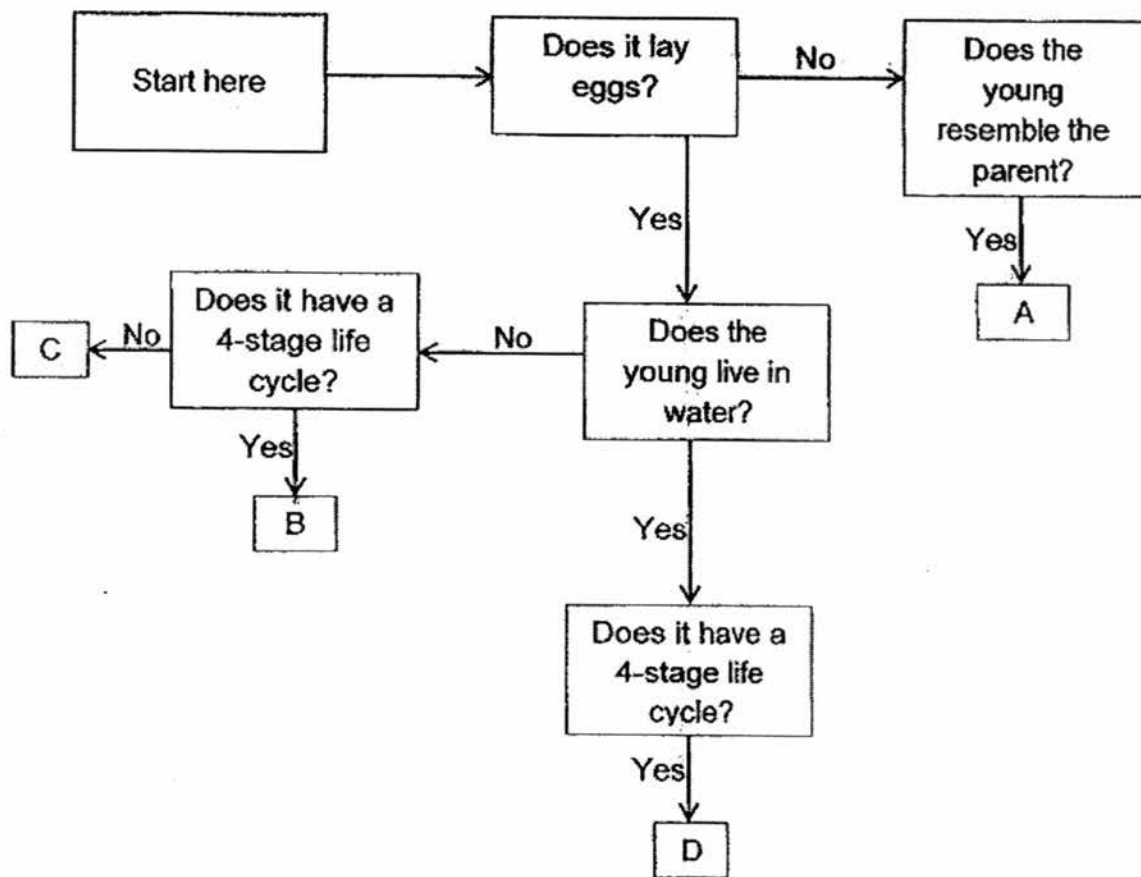 Start here
Does it lay
eggs?
No
Does the
young
resemble the
parent?
Yes
Yes
A
Does it have a
4-stage life
cycle?
No
C
No
Does the
young live in
water?
Yes
B
Yes
Does it have a
4-stage life
cycle?
Yes
D